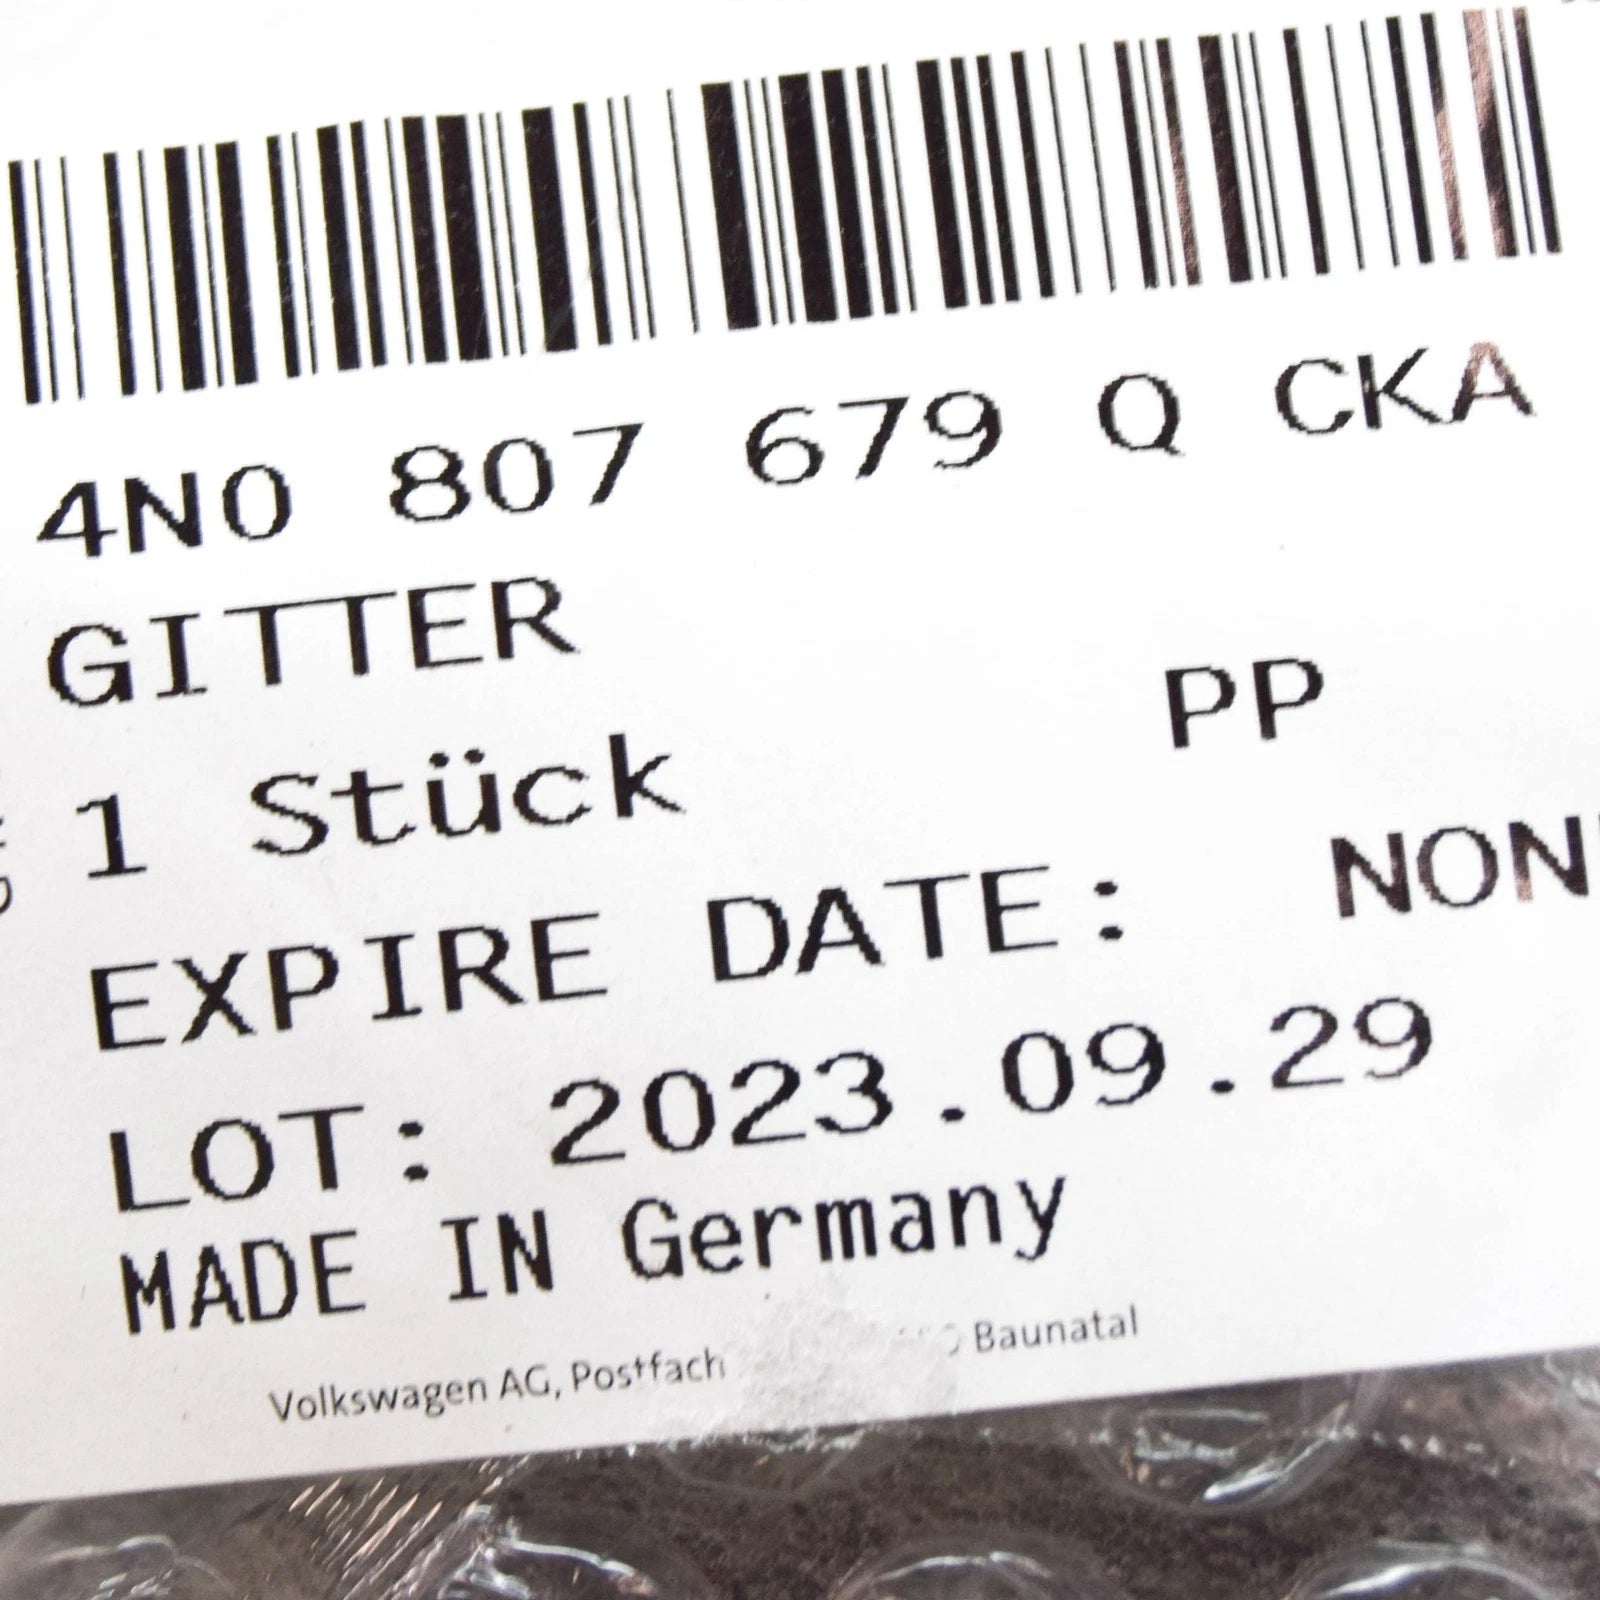 4N0 807 679 Q CKA
GITTER
1 Stück PP
EXPIRE DATE: NON
LOT: 2023.09.29
MADE IN Germany
Volkswagen AG, Postfach Baunatal